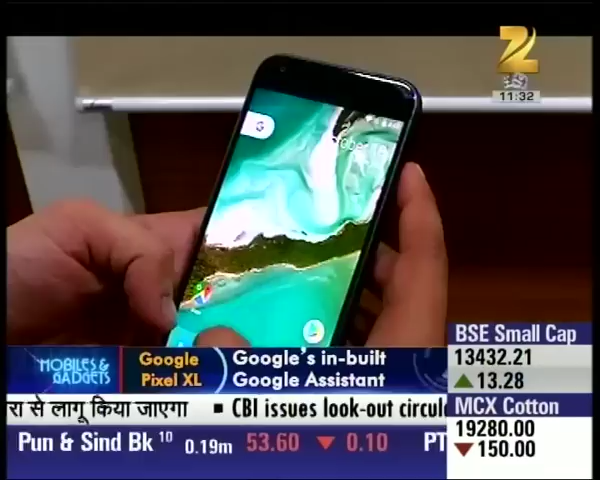 11:32
G
MOBILES &
GADGETS
Google
Pixel XL
Google's in-built
Google Assistant
BSE Small Cap
13432.21
▲ 13.28
रा से लागू किया जाएगा ▪ CBI issues look-out circul
MCX Cotton
19280.00
▼ 150.00
Pun & Sind Bk 10 0.19m 53.60 ▼ 0.10 PT